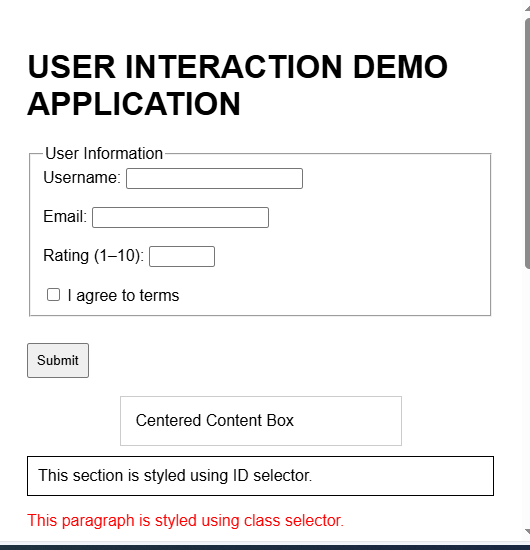 USER INTERACTION DEMO
APPLICATION
User Information
Username:
Email:
Rating (1–10):
I agree to terms
Submit
Centered Content Box
This section is styled using ID selector.
This paragraph is styled using class selector.